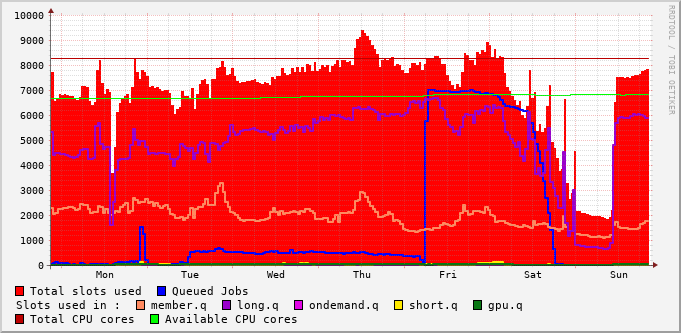 10000
9000
8000
7000
6000
5000
4000
3000
2000
1000
0
Mon Tue Wed Thu Fri Sat Sun
RRDTOOL / TOBI OETIKER
Total slots used Queued Jobs
Slots used in : member.q long.q ondemand.q short.q gpu.q
Total CPU cores Available CPU cores